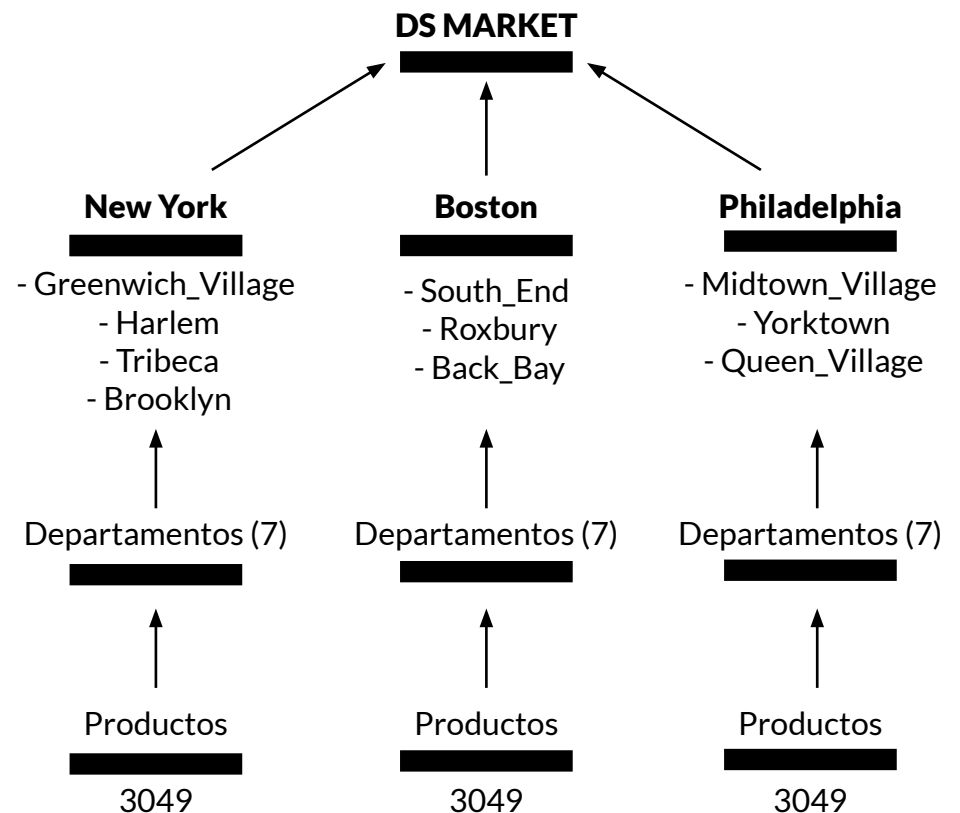 DS MARKET
New York
- Greenwich_Village
- Harlem
- Tribeca
- Brooklyn
Departamentos (7)
Productos
3049
Boston
- South_End
- Roxbury
- Back_Bay
Departamentos (7)
Productos
3049
Philadelphia
- Midtown_Village
- Yorktown
- Queen_Village
Departamentos (7)
Productos
3049